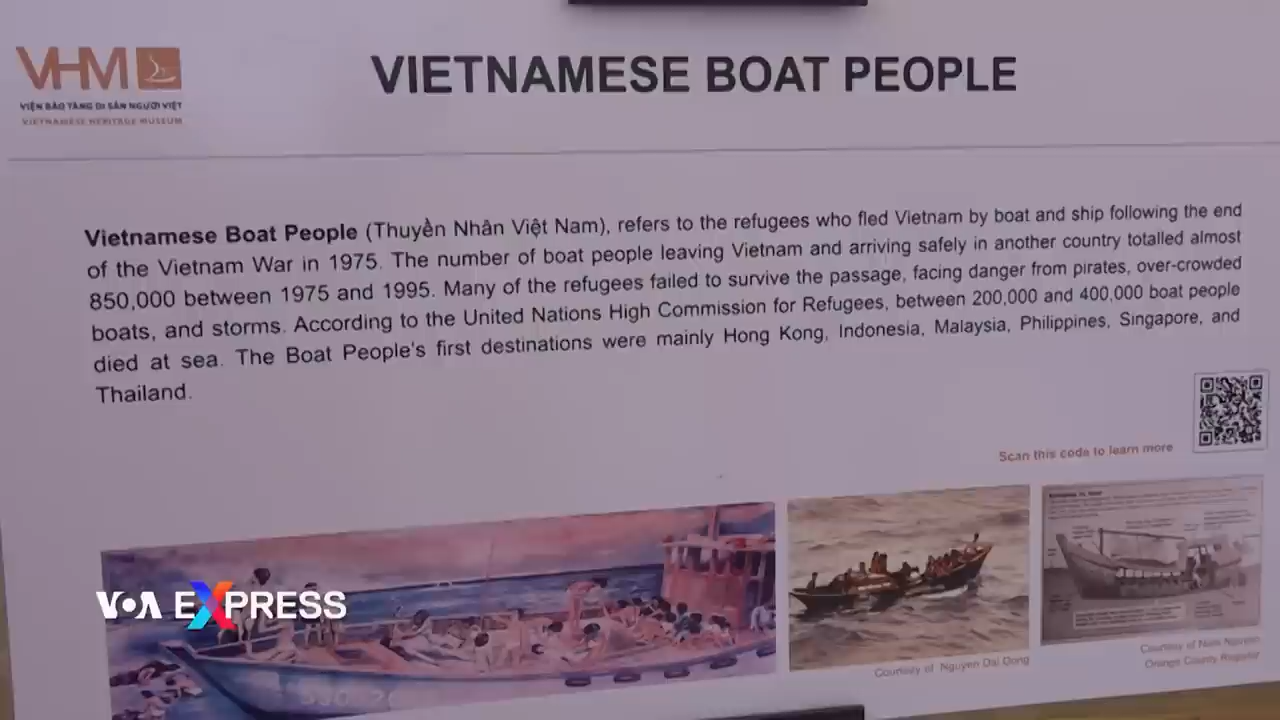 VHM
VIỆN BẢO TÀNG DI SẢN NGƯỜI VIỆT
VIETNAMESE HERITAGE MUSEUM
VIETNAMESE BOAT PEOPLE
Vietnamese Boat People (Thuyền Nhân Việt Nam), refers to the refugees who fled Vietnam by boat and ship following the end
of the Vietnam War in 1975. The number of boat people leaving Vietnam and arriving safely in another country totalled almost
850,000 between 1975 and 1995. Many of the refugees failed to survive the passage, facing danger from pirates, over-crowded
boats, and storms. According to the United Nations High Commission for Refugees, between 200,000 and 400,000 boat people
died at sea. The Boat People's first destinations were mainly Hong Kong, Indonesia, Malaysia, Philippines, Singapore, and
Thailand.
Scan this code to learn more
VOA EXPRESS
Courtesy of Nguyen Dai Dong
Courtesy of Nguyen
Orange County Register